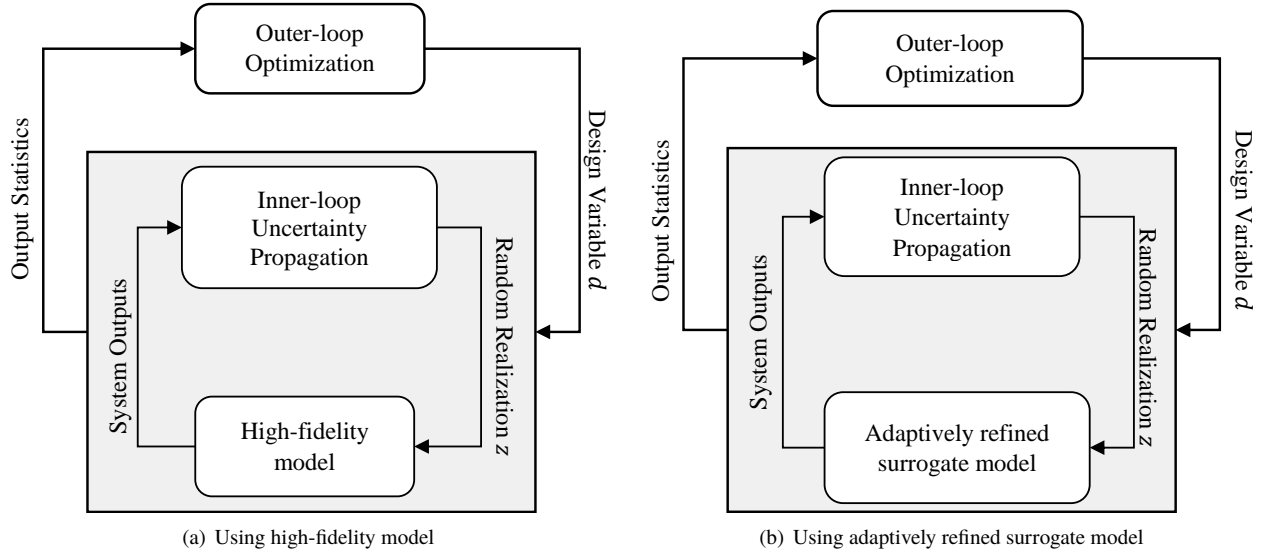 Outer-loop
Optimization
Output Statistics
Design Variable d
Inner-loop
Uncertainty
Propagation
System Outputs
Random Realization z
High-fidelity
model
(a) Using high-fidelity model
Outer-loop
Optimization
Output Statistics
Design Variable d
Inner-loop
Uncertainty
Propagation
System Outputs
Random Realization z
Adaptively refined
surrogate model
(b) Using adaptively refined surrogate model